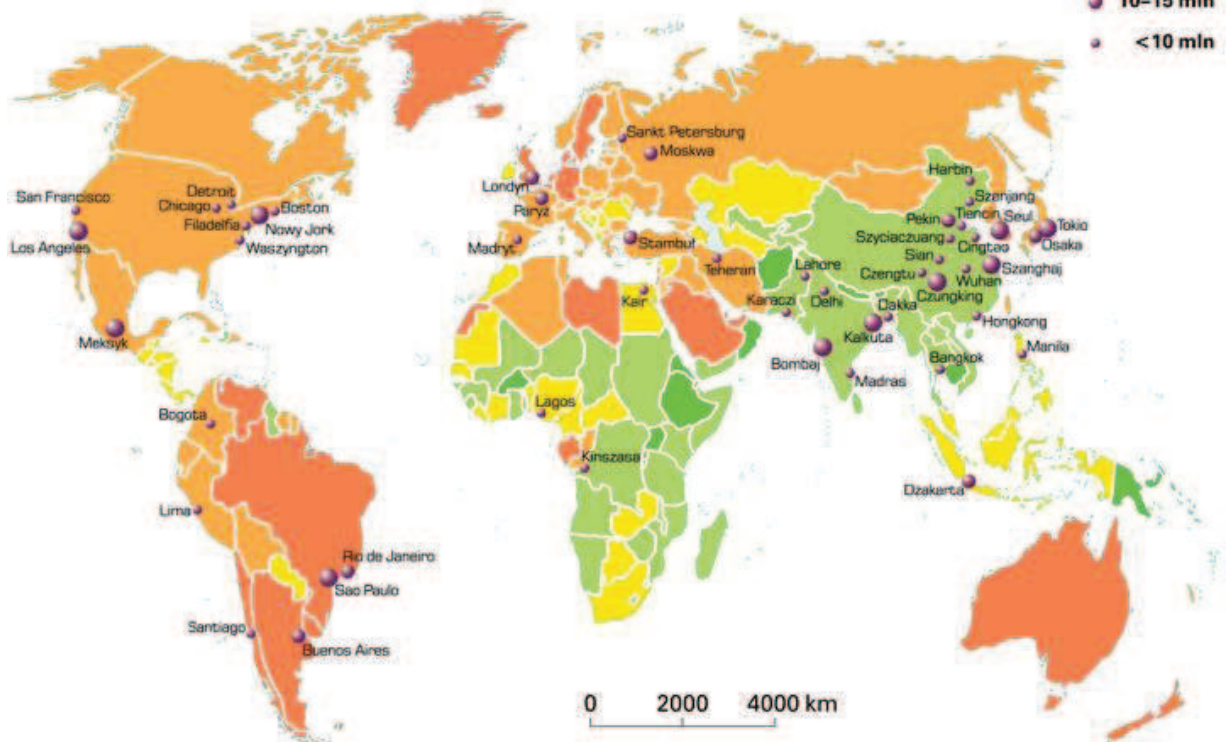 10–15 mln
<10 mln
Sankt Petersburg
Moskwa
Londyn
Paryż
Madryt
Stambuł
Teheran
Kair
Lagos
Kinszasa
San Francisco
Los Angeles
Detroit
Chicago
Filadelfia
Boston
Nowy Jork
Waszyngton
Meksyk
Bogota
Lima
Rio de Janeiro
Sao Paulo
Santiago
Buenos Aires
Harbin
Szenjang
Pekin
Tiencin
Seul
Tokio
Osaka
Szyciaczuang
Cingtao
Sian
Szanghaj
Czengtu
Wuhan
Czungking
Lahore
Karaczi
Delhi
Dakka
Hongkong
Kalkuta
Manila
Bombaj
Bangkok
Madras
Dżakarta
0 2000 4000 km